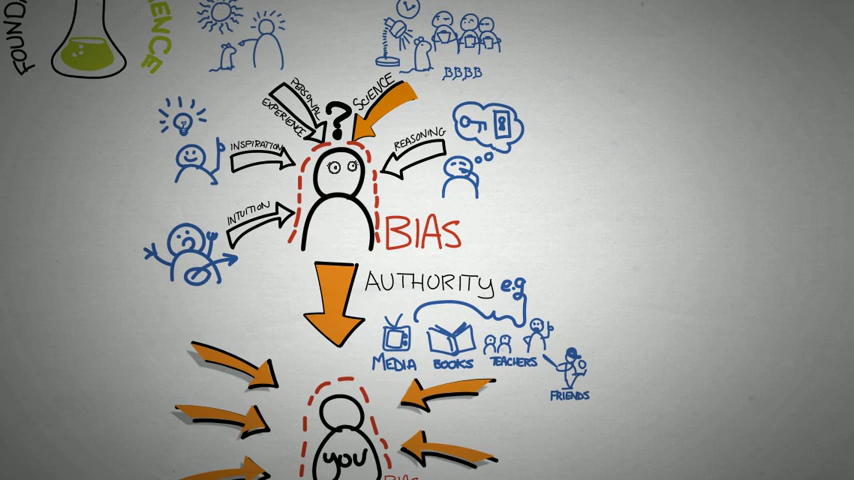 FOUND
ENCE
BBBB
PERSONAL
EXPERIENCE
?
SCIENCE
INSPIRATION
REASONING
INTUITION
BIAS
AUTHORITY e.g
MEDIA
BOOKS
TEACHERS
FRIENDS
YOU